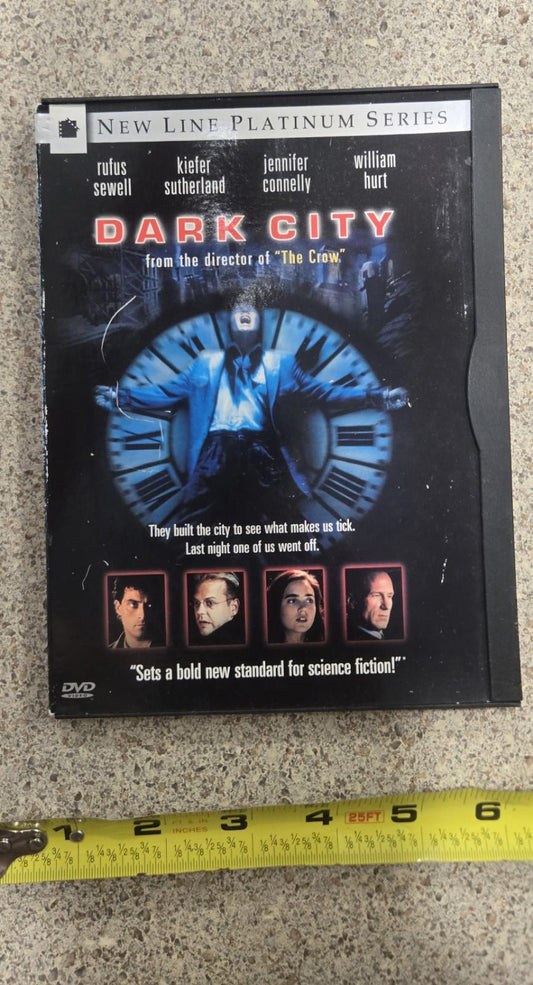 NEW LINE PLATINUM SERIES
rufus sewell
kiefer sutherland
jennifer connelly
william hurt
DARK CITY
from the director of "The Crow."
They built the city to see what makes us tick.
Last night one of us went off.
"Sets a bold new standard for science fiction!"*
DVD
VIDEO
1 2 3 4 25FT 5 6
FT & IN
INCHES